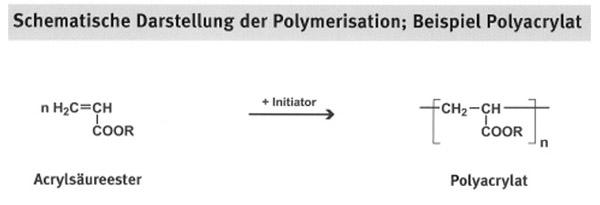 Schematische Darstellung der Polymerisation; Beispiel Polyacrylat
+ Initiator
n H₂C=CH
COOR
CH₂—CH
COOR
n
Acrylsäureester
Polyacrylat